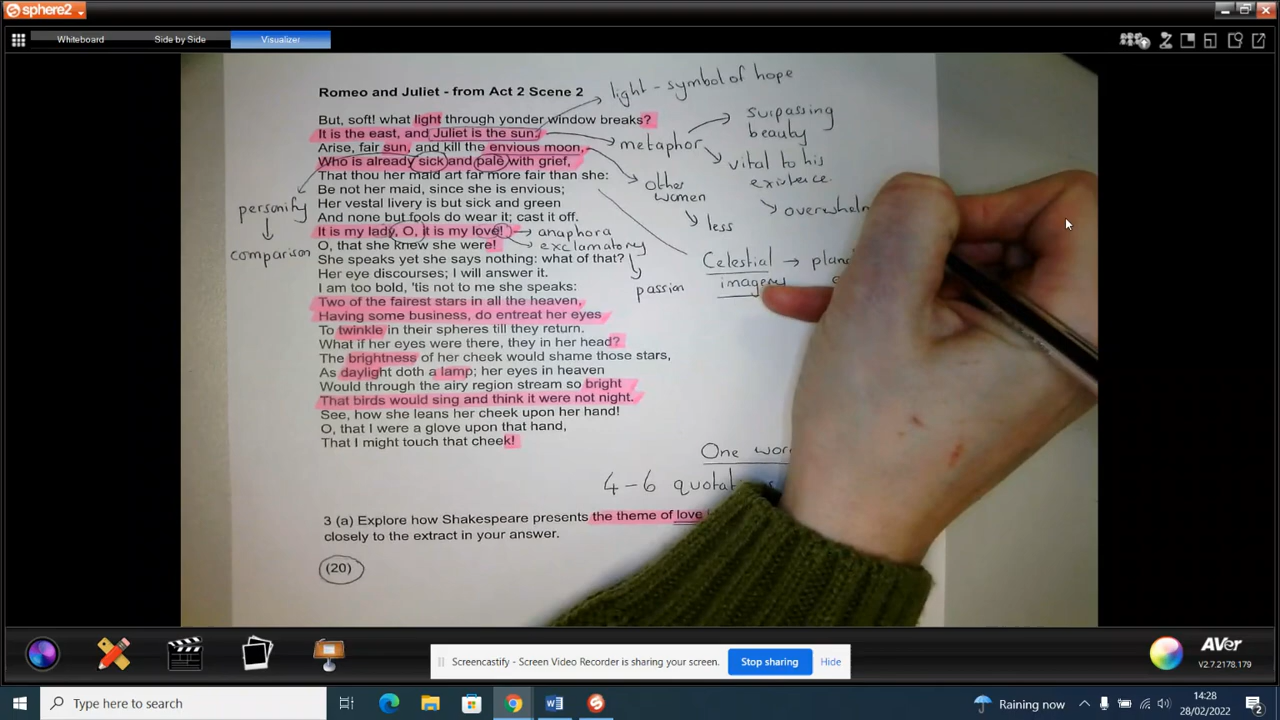 sphere2
Whiteboard
Side by Side
Visualizer
Romeo and Juliet - from Act 2 Scene 2
But, soft! what light through yonder window breaks?
It is the east, and Juliet is the sun.
Arise, fair sun, and kill the envious moon,
Who is already sick and pale with grief,
That thou her maid art far more fair than she:
Be not her maid, since she is envious;
Her vestal livery is but sick and green
And none but fools do wear it; cast it off.
It is my lady, O, it is my love!
O, that she knew she were!
She speaks yet she says nothing: what of that?
Her eye discourses; I will answer it.
I am too bold, 'tis not to me she speaks:
Two of the fairest stars in all the heaven,
Having some business, do entreat her eyes
To twinkle in their spheres till they return.
What if her eyes were there, they in her head?
The brightness of her cheek would shame those stars,
As daylight doth a lamp; her eyes in heaven
Would through the airy region stream so bright
That birds would sing and think it were not night.
See, how she leans her cheek upon her hand!
O, that I were a glove upon that hand,
That I might touch that cheek!
light - symbol of hope
metaphor
surpassing
beauty
vital to his
existence
other
women
less
personify
comparison
anaphora
exclamatory
passion
Celestial
imagery
One
4-6
3 (a) Explore how Shakespeare presents the theme of love
closely to the extract in your answer.
(20)
Screencastify - Screen Video Recorder is sharing your screen.
Stop sharing
Hide
AVer
V2.7.2178.179
Type here to search
Raining now
14:28
28/02/2022
2